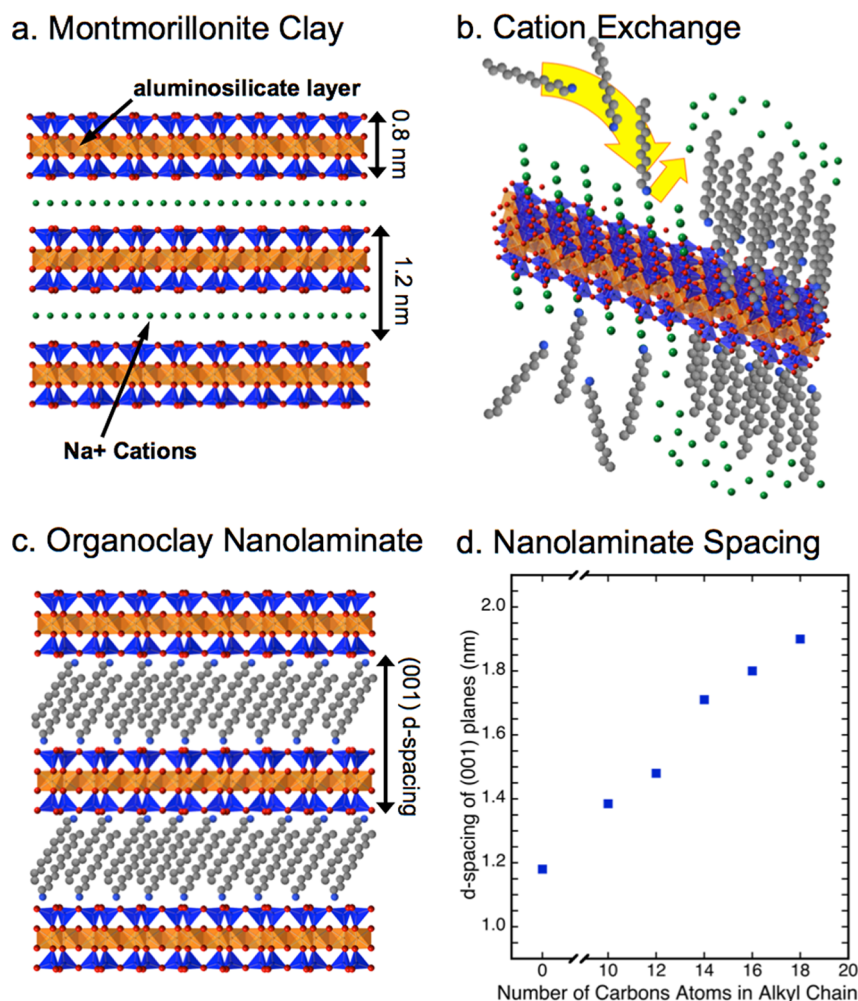 a. Montmorillonite Clay
aluminosilicate layer
0.8 nm
1.2 nm
Na+ Cations
b. Cation Exchange
c. Organoclay Nanolaminate
(001) d-spacing
d. Nanolaminate Spacing
d-spacing of (001) planes (nm)
2.0
1.8
1.6
1.4
1.2
1.0
0 10 12 14 16 18 20
Number of Carbons Atoms in Alkyl Chain